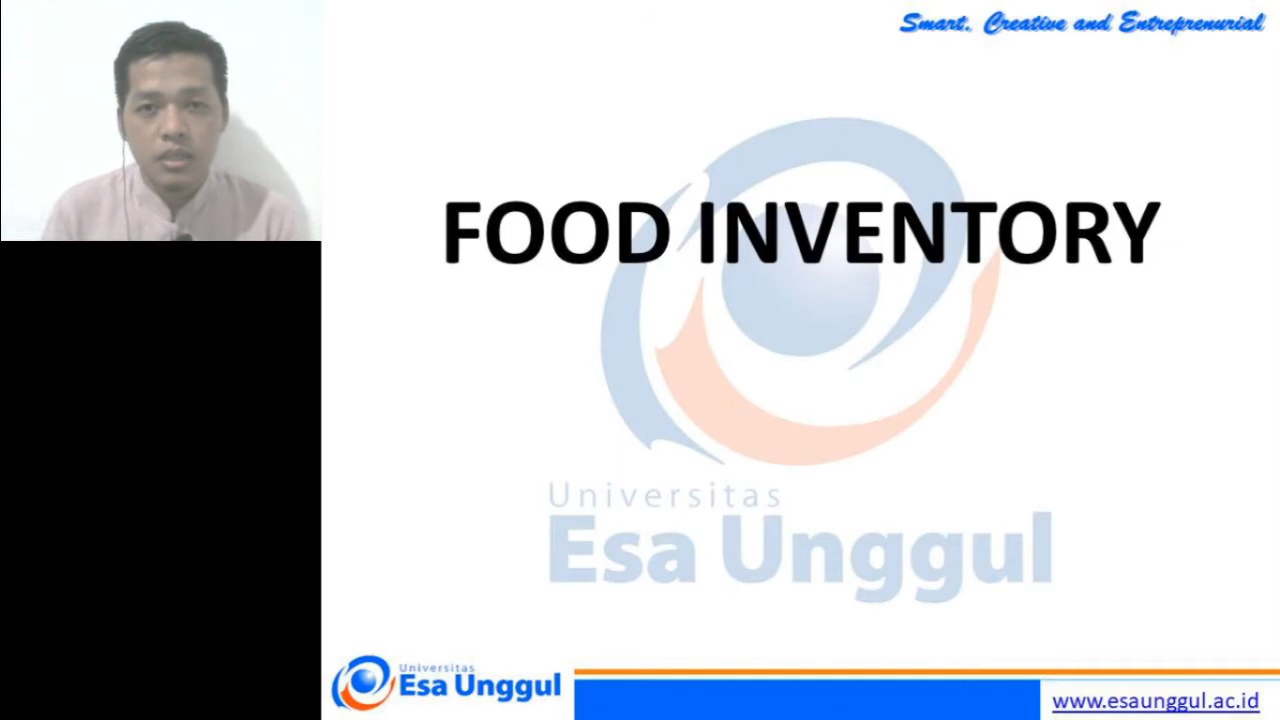 Smart, Creative and Entreprenurial
FOOD INVENTORY
Universitas
Esa Unggul
Universitas
Esa Unggul
www.esaunggul.ac.id